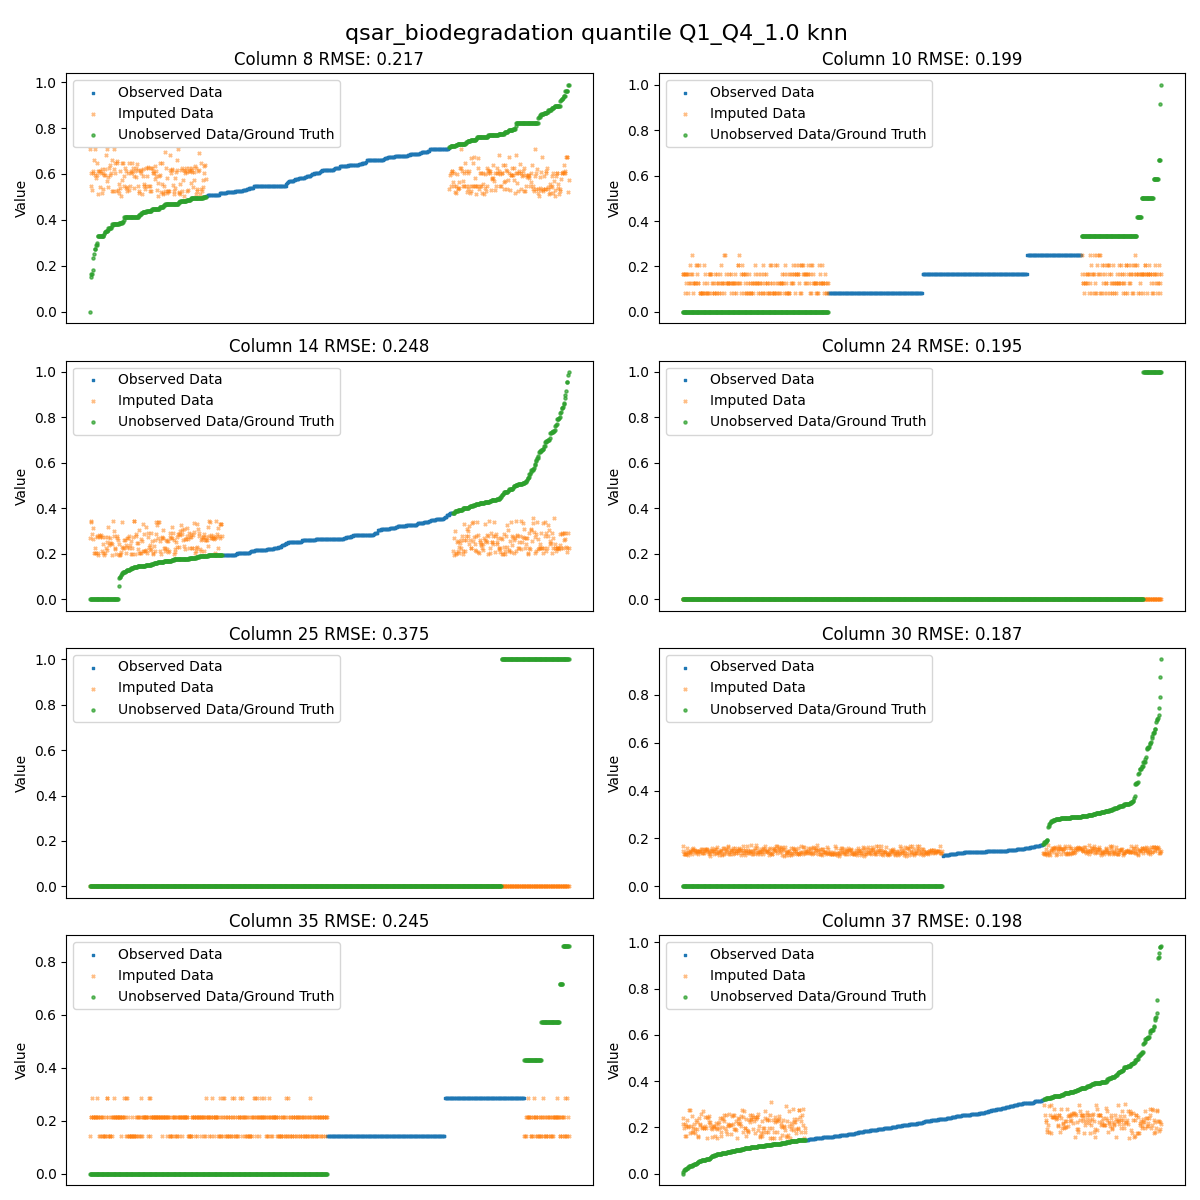 qsar_biodegradation quantile Q1_Q4_1.0 knn
Column 8 RMSE: 0.217
1.0
0.8
0.6
0.4
0.2
0.0
Value
Observed Data
Imputed Data
Unobserved Data/Ground Truth
Column 10 RMSE: 0.199
1.0
0.8
0.6
0.4
0.2
0.0
Value
Observed Data
Imputed Data
Unobserved Data/Ground Truth
Column 14 RMSE: 0.248
1.0
0.8
0.6
0.4
0.2
0.0
Value
Observed Data
Imputed Data
Unobserved Data/Ground Truth
Column 24 RMSE: 0.195
1.0
0.8
0.6
0.4
0.2
0.0
Value
Observed Data
Imputed Data
Unobserved Data/Ground Truth
Column 25 RMSE: 0.375
1.0
0.8
0.6
0.4
0.2
0.0
Value
Observed Data
Imputed Data
Unobserved Data/Ground Truth
Column 30 RMSE: 0.187
0.8
0.6
0.4
0.2
0.0
Value
Observed Data
Imputed Data
Unobserved Data/Ground Truth
Column 35 RMSE: 0.245
0.8
0.6
0.4
0.2
0.0
Value
Observed Data
Imputed Data
Unobserved Data/Ground Truth
Column 37 RMSE: 0.198
1.0
0.8
0.6
0.4
0.2
0.0
Value
Observed Data
Imputed Data
Unobserved Data/Ground Truth